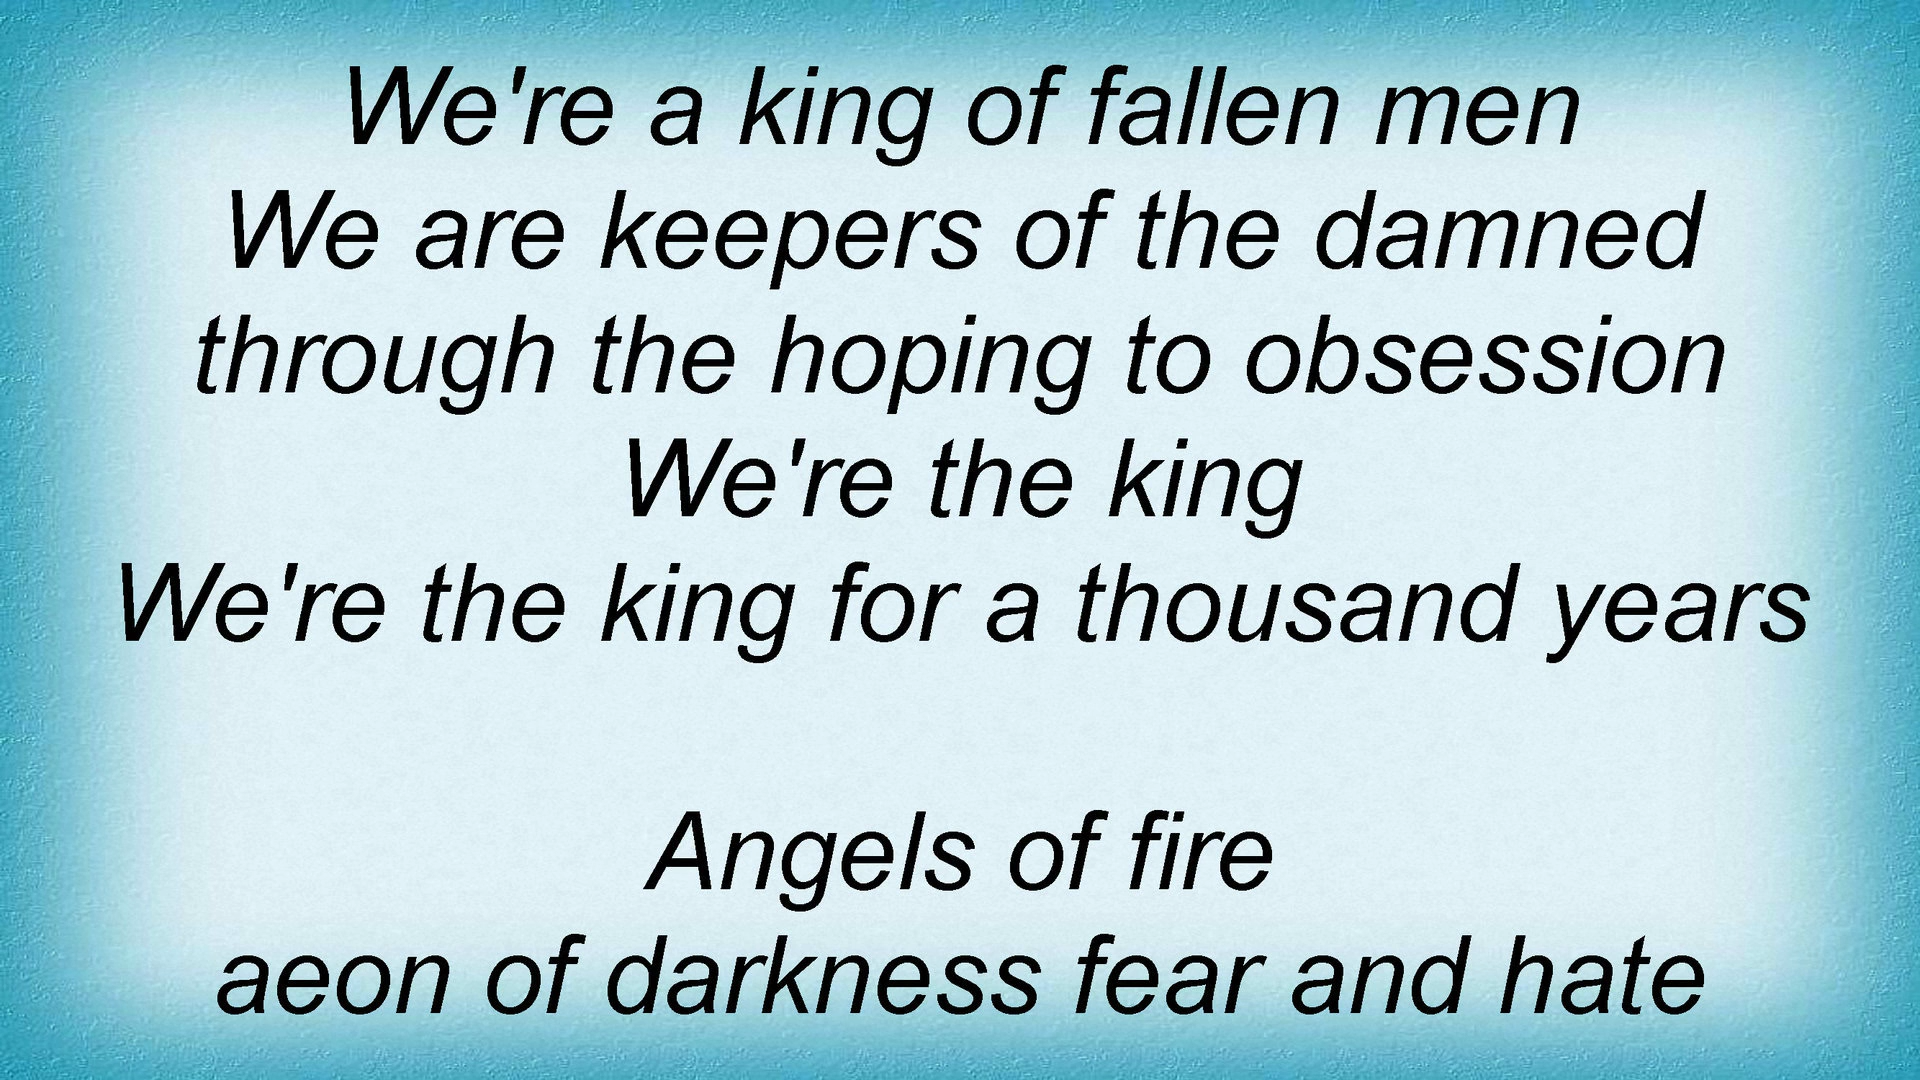 We're a king of fallen men
We are keepers of the damned
through the hoping to obsession
We're the king
We're the king for a thousand years
Angels of fire
aeon of darkness fear and hate